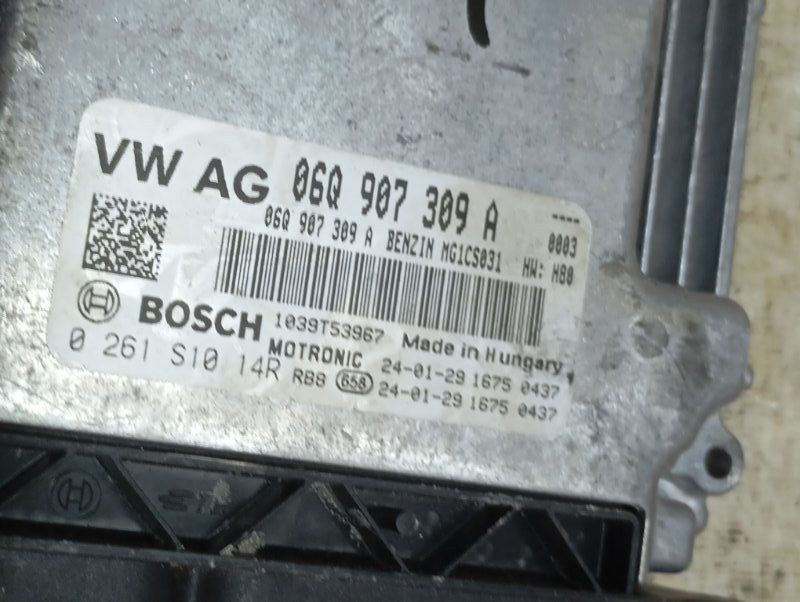 VW AG 06Q 907 309 A ----
06Q 907 309 A BENZIN MG1CS031 0003
HW: H80
BOSCH 1039T53967 Made in Hungary
0 261 S10 14R MOTRONIC 24-01-29 1675 0437
RB8 658 24-01-29 1675 0437